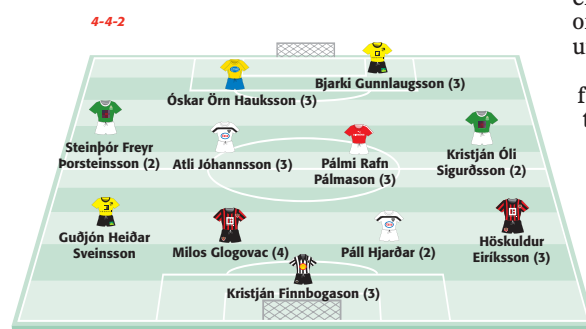 4-4-2
Bjarki Gunnlaugsson (3)
Óskar Örn Hauksson (3)
Steinþór Freyr
Þorsteinsson (2)
Atli Jóhannsson (3)
Pálmi Rafn
Pálmason (3)
Kristján Óli
Sigurðsson (2)
Guðjón Heiðar
Sveinsson
Milos Glogovac (4)
Páll Hjarðar (2)
Höskuldur
Eiríksson (3)
Kristján Finnbogason (3)